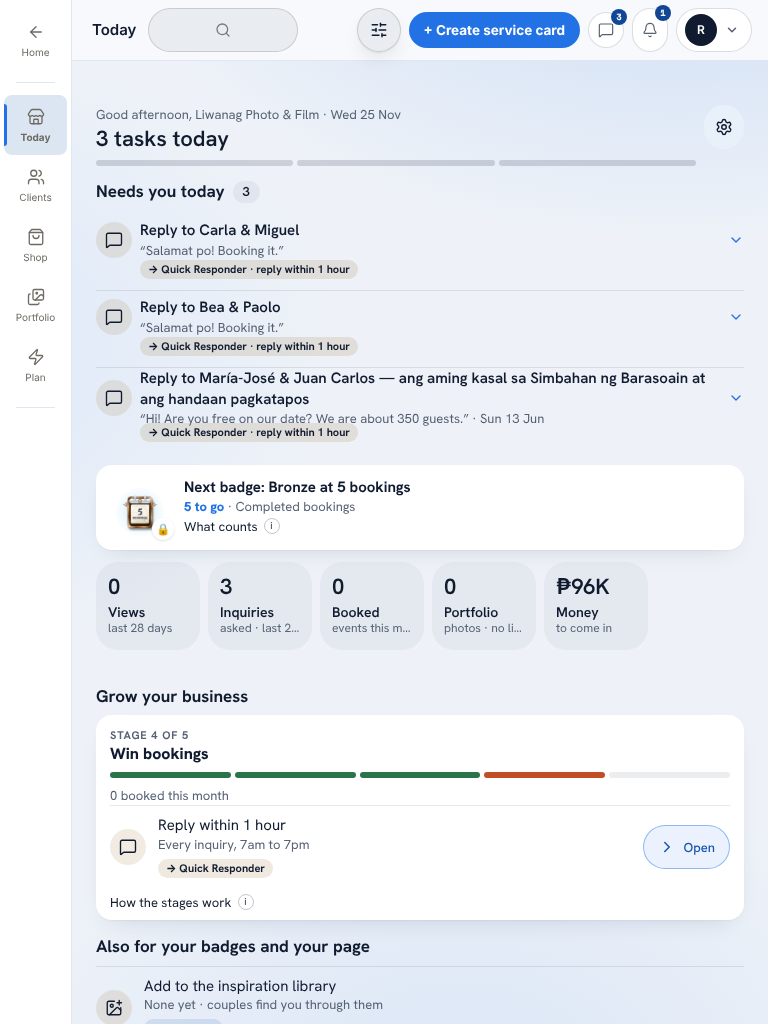 Today
+ Create service card
3
1
R
Home
Today
Clients
Shop
Portfolio
Plan
Good afternoon, Liwanag Photo & Film · Wed 25 Nov
3 tasks today
Needs you today 3
Reply to Carla & Miguel
“Salamat po! Booking it.”
→ Quick Responder · reply within 1 hour
Reply to Bea & Paolo
“Salamat po! Booking it.”
→ Quick Responder · reply within 1 hour
Reply to María-José & Juan Carlos — ang aming kasal sa Simbahan ng Barasoain at
ang handaan pagkatapos
“Hi! Are you free on our date? We are about 350 guests.” · Sun 13 Jun
→ Quick Responder · reply within 1 hour
5
Next badge: Bronze at 5 bookings
5 to go · Completed bookings
What counts i
0
Views
last 28 days
3
Inquiries
asked · last 2...
0
Booked
events this m...
0
Portfolio
photos · no li...
₱96K
Money
to come in
Grow your business
STAGE 4 OF 5
Win bookings
0 booked this month
Reply within 1 hour
Every inquiry, 7am to 7pm
→ Quick Responder
Open
How the stages work i
Also for your badges and your page
Add to the inspiration library
None yet · couples find you through them